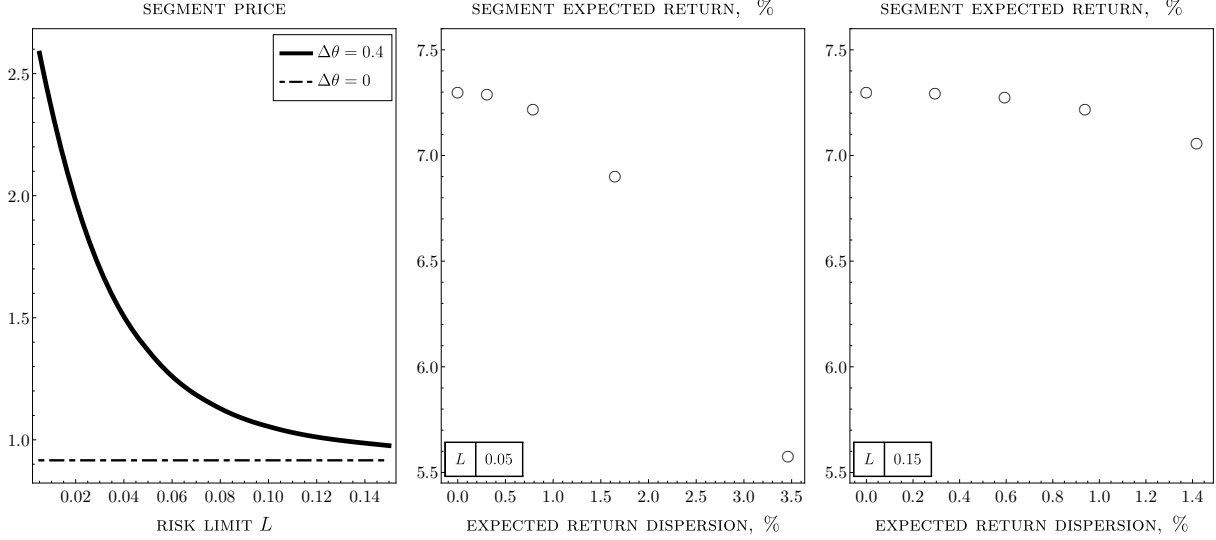 SEGMENT PRICE
Δθ = 0.4
Δθ = 0
2.5
2.0
1.5
1.0
0.02 0.04 0.06 0.08 0.10 0.12 0.14
RISK LIMIT L
SEGMENT EXPECTED RETURN, %
7.5
7.0
6.5
6.0
5.5
L 0.05
0.0 0.5 1.0 1.5 2.0 2.5 3.0 3.5
EXPECTED RETURN DISPERSION, %
SEGMENT EXPECTED RETURN, %
7.5
7.0
6.5
6.0
5.5
L 0.15
0.0 0.2 0.4 0.6 0.8 1.0 1.2 1.4
EXPECTED RETURN DISPERSION, %